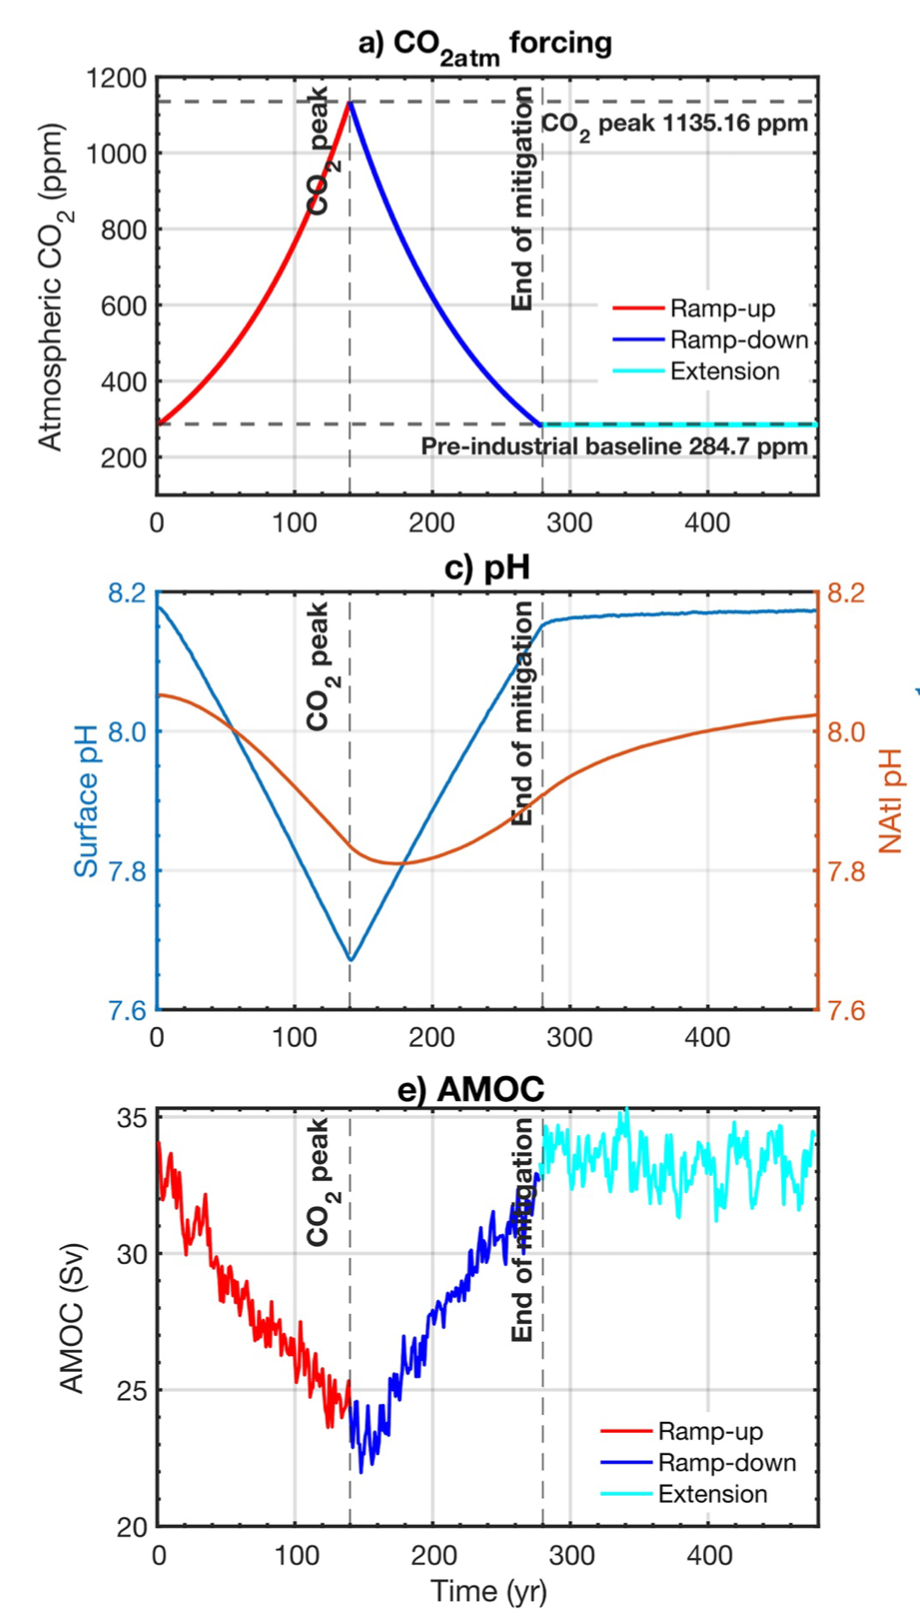 a) CO2atm forcing
1200
1000
800
600
400
200
Atmospheric CO2 (ppm)
CO2 peak
End of mitigation
CO2 peak 1135.16 ppm
Ramp-up
Ramp-down
Extension
Pre-industrial baseline 284.7 ppm
0 100 200 300 400
c) pH
8.2
8.0
7.8
7.6
Surface pH
CO2 peak
End of mitigation
8.2
8.0
7.8
7.6
NAtl pH
0 100 200 300 400
e) AMOC
35
30
25
20
AMOC (Sv)
CO2 peak
End of mitigation
Ramp-up
Ramp-down
Extension
0 100 200 300 400
Time (yr)